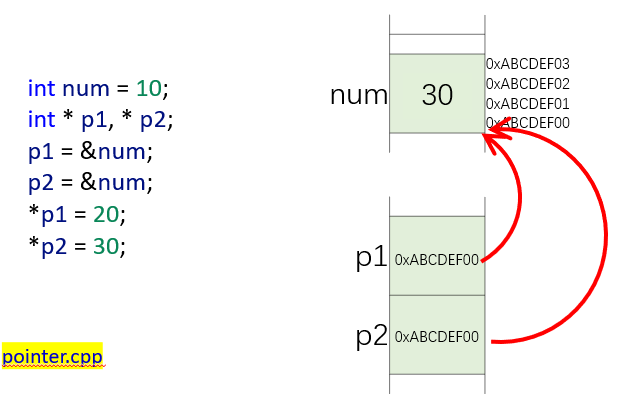 int num = 10;
int * p1, * p2;
p1 = &num;
p2 = &num;
*p1 = 20;
*p2 = 30;
pointer.cpp
num
30
0xABCDEF03
0xABCDEF02
0xABCDEF01
0xABCDEF00
p1
0xABCDEF00
p2
0xABCDEF00